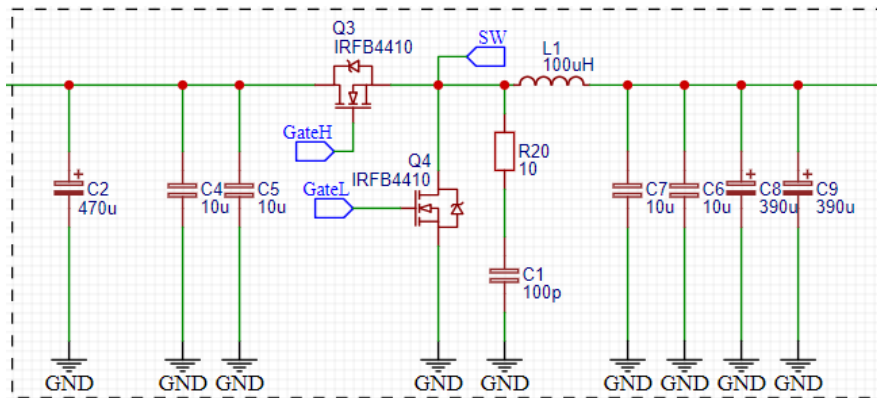 Q3
IRFB4410
SW
L1
100uH
GateH
Q4
IRFB4410
GateL
R20
10
C2
470u
C4
10u
C5
10u
C7
10u
C6
10u
C8
390u
C9
390u
C1
100p
GND
GND
GND
GND
GND
GND
GND
GND
GND